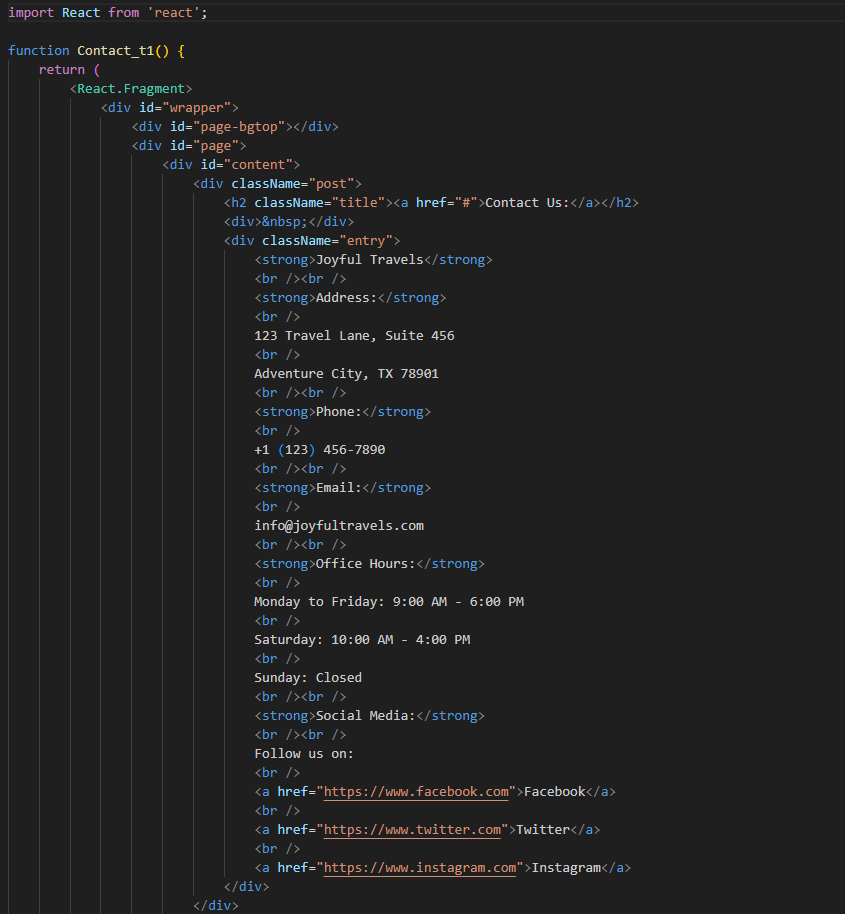 import React from 'react';
function Contact_t1() {
    return (
        <React.Fragment>
            <div id="wrapper">
                <div id="page-bgtop"></div>
                <div id="page">
                    <div id="content">
                        <div className="post">
                            <h2 className="title"><a href="#">Contact Us:</a></h2>
                            <div>&nbsp;</div>
                            <div className="entry">
                                <strong>Joyful Travels</strong>
                                <br /><br />
                                <strong>Address:</strong>
                                <br />
                                123 Travel Lane, Suite 456
                                <br />
                                Adventure City, TX 78901
                                <br /><br />
                                <strong>Phone:</strong>
                                <br />
                                +1 (123) 456-7890
                                <br /><br />
                                <strong>Email:</strong>
                                <br />
                                info@joyfultravels.com
                                <br /><br />
                                <strong>Office Hours:</strong>
                                <br />
                                Monday to Friday: 9:00 AM - 6:00 PM
                                <br />
                                Saturday: 10:00 AM - 4:00 PM
                                <br />
                                Sunday: Closed
                                <br /><br />
                                <strong>Social Media:</strong>
                                <br /><br />
                                Follow us on:
                                <br />
                                <a href="https://www.facebook.com">Facebook</a>
                                <br />
                                <a href="https://www.twitter.com">Twitter</a>
                                <br />
                                <a href="https://www.instagram.com">Instagram</a>
                            </div>
                        </div>